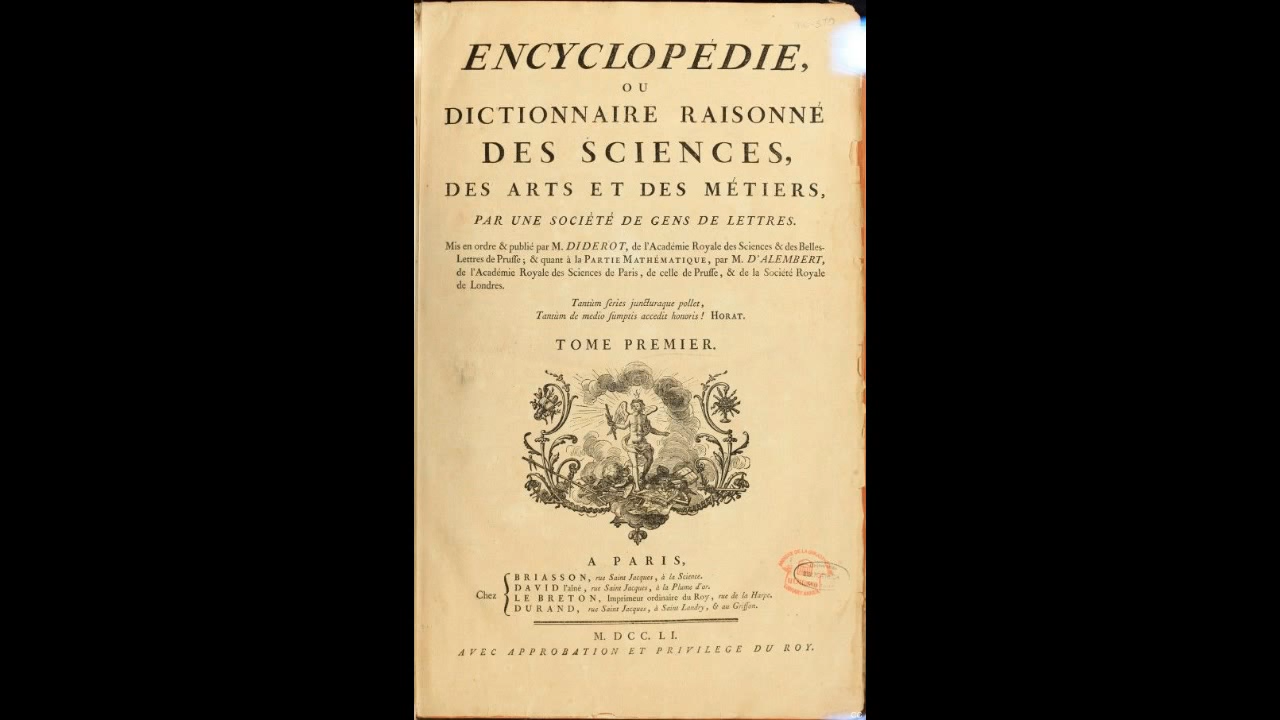 ENCYCLOPÉDIE,
OU
DICTIONNAIRE RAISONNÉ
DES SCIENCES,
DES ARTS ET DES MÉTIERS,
PAR UNE SOCIÉTÉ DE GENS DE LETTRES.
Mis en ordre & publié par M. DIDEROT, de l'Académie Royale des Sciences & des Belles-
Lettres de Prusse; & quant à la PARTIE MATHÉMATIQUE, par M. D'ALEMBERT,
de l'Académie Royale des Sciences de Paris, de celle de Prusse, & de la Société Royale
de Londres.
Tantùm ſeries juncturaque pollet,
Tantùm de medio ſumptis accedit honoris! HORAT.
TOME PREMIER.
A PARIS,
Chez
BRIASSON, rue Saint Jacques, à la Science.
DAVID l'aîné, rue Saint Jacques, à la Plume d'or.
LE BRETON, Imprimeur ordinaire du Roy, rue de la Harpe.
DURAND, rue Saint Jacques, à Saint Landry, & au Griffon.
M. DCC. LI.
AVEC APPROBATION ET PRIVILEGE DU ROY.